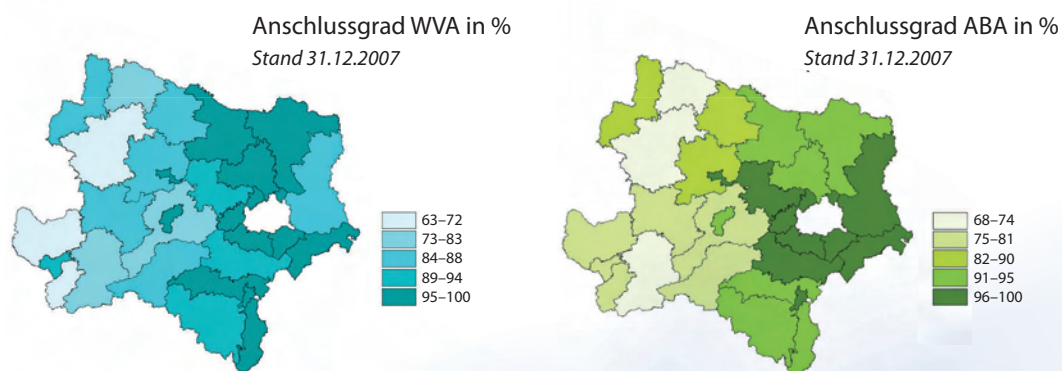 Anschlussgrad WVA in %
Stand 31.12.2007
63–72
73–83
84–88
89–94
95–100
Anschlussgrad ABA in %
Stand 31.12.2007
68–74
75–81
82–90
91–95
96–100